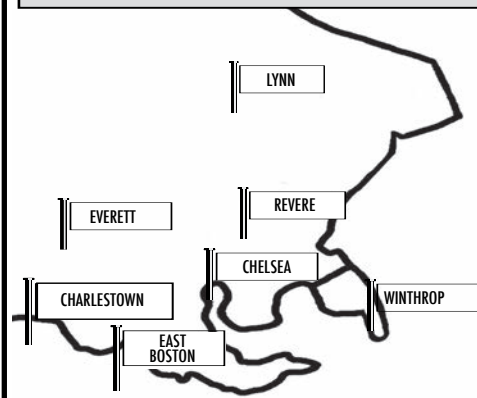 LYNN
REVERE
EVERETT
CHELSEA
CHARLESTOWN
WINTHROP
EAST
BOSTON